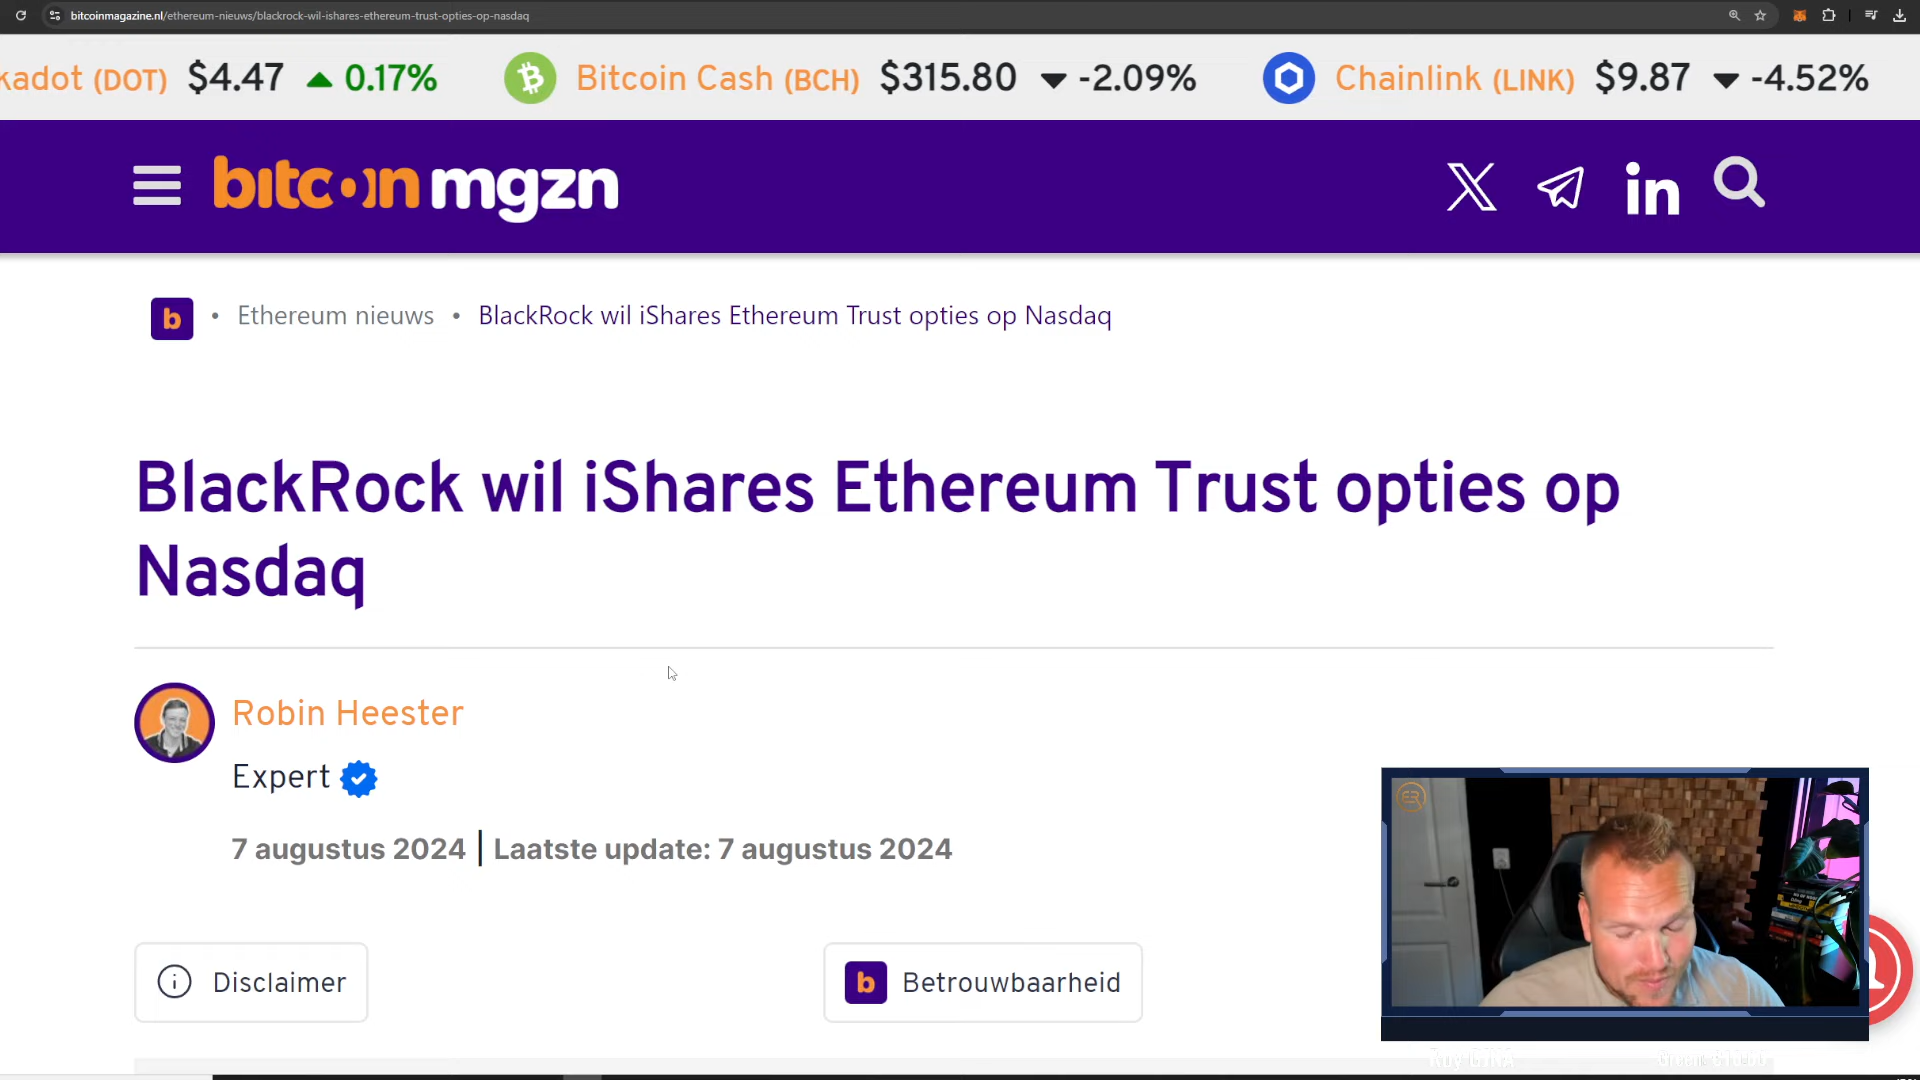 bitcoinmagazine.nl/ethereum-nieuws/blackrock-wil-ishares-ethereum-trust-opties-op-nasdaq
kadot (DOT) $4.47 ▲ 0.17% Bitcoin Cash (BCH) $315.80 ▼ -2.09% Chainlink (LINK) $9.87 ▼ -4.52%
bitcoin mgzn
b • Ethereum nieuws • BlackRock wil iShares Ethereum Trust opties op Nasdaq
BlackRock wil iShares Ethereum Trust opties op
Nasdaq
Robin Heester
Expert
7 augustus 2024 | Laatste update: 7 augustus 2024
Disclaimer
b Betrouwbaarheid